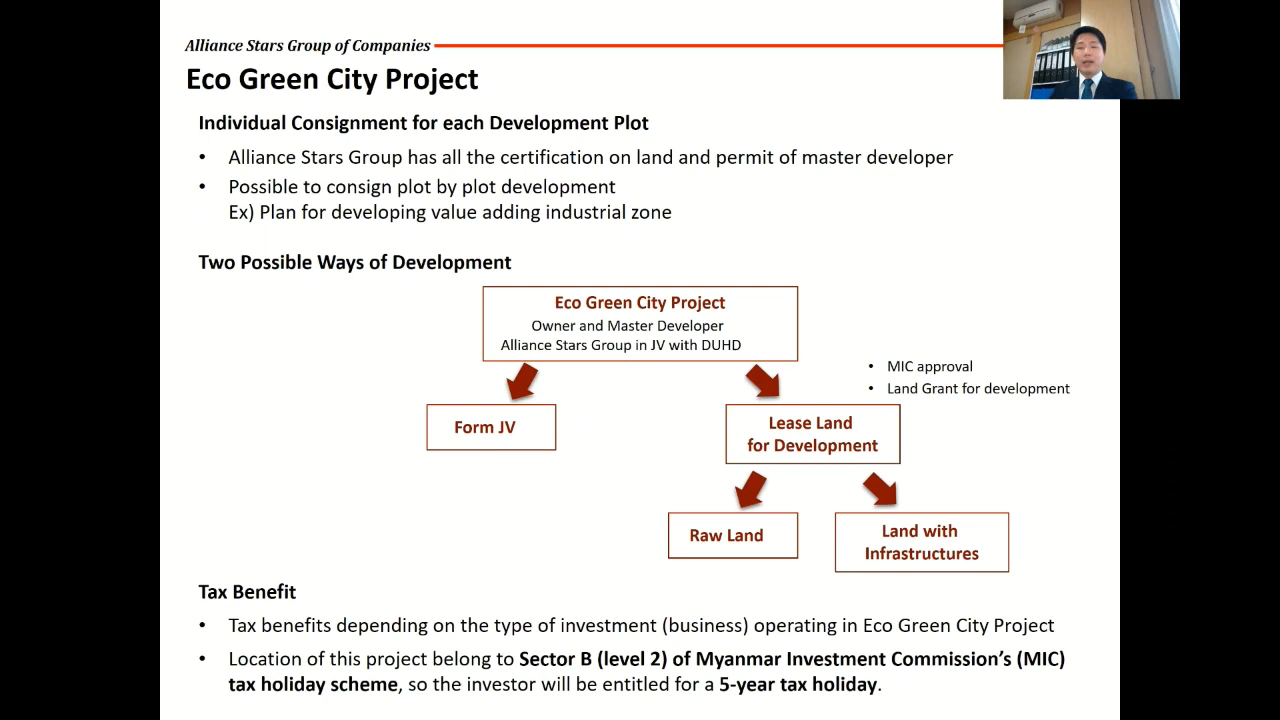 Alliance Stars Group of Companies
Eco Green City Project
Individual Consignment for each Development Plot
• Alliance Stars Group has all the certification on land and permit of master developer
• Possible to consign plot by plot development
Ex) Plan for developing value adding industrial zone
Two Possible Ways of Development
Eco Green City Project
Owner and Master Developer
Alliance Stars Group in JV with DUHD
• MIC approval
• Land Grant for development
Form JV
Lease Land
for Development
Raw Land
Land with
Infrastructures
Tax Benefit
• Tax benefits depending on the type of investment (business) operating in Eco Green City Project
• Location of this project belong to Sector B (level 2) of Myanmar Investment Commission's (MIC)
tax holiday scheme, so the investor will be entitled for a 5-year tax holiday.